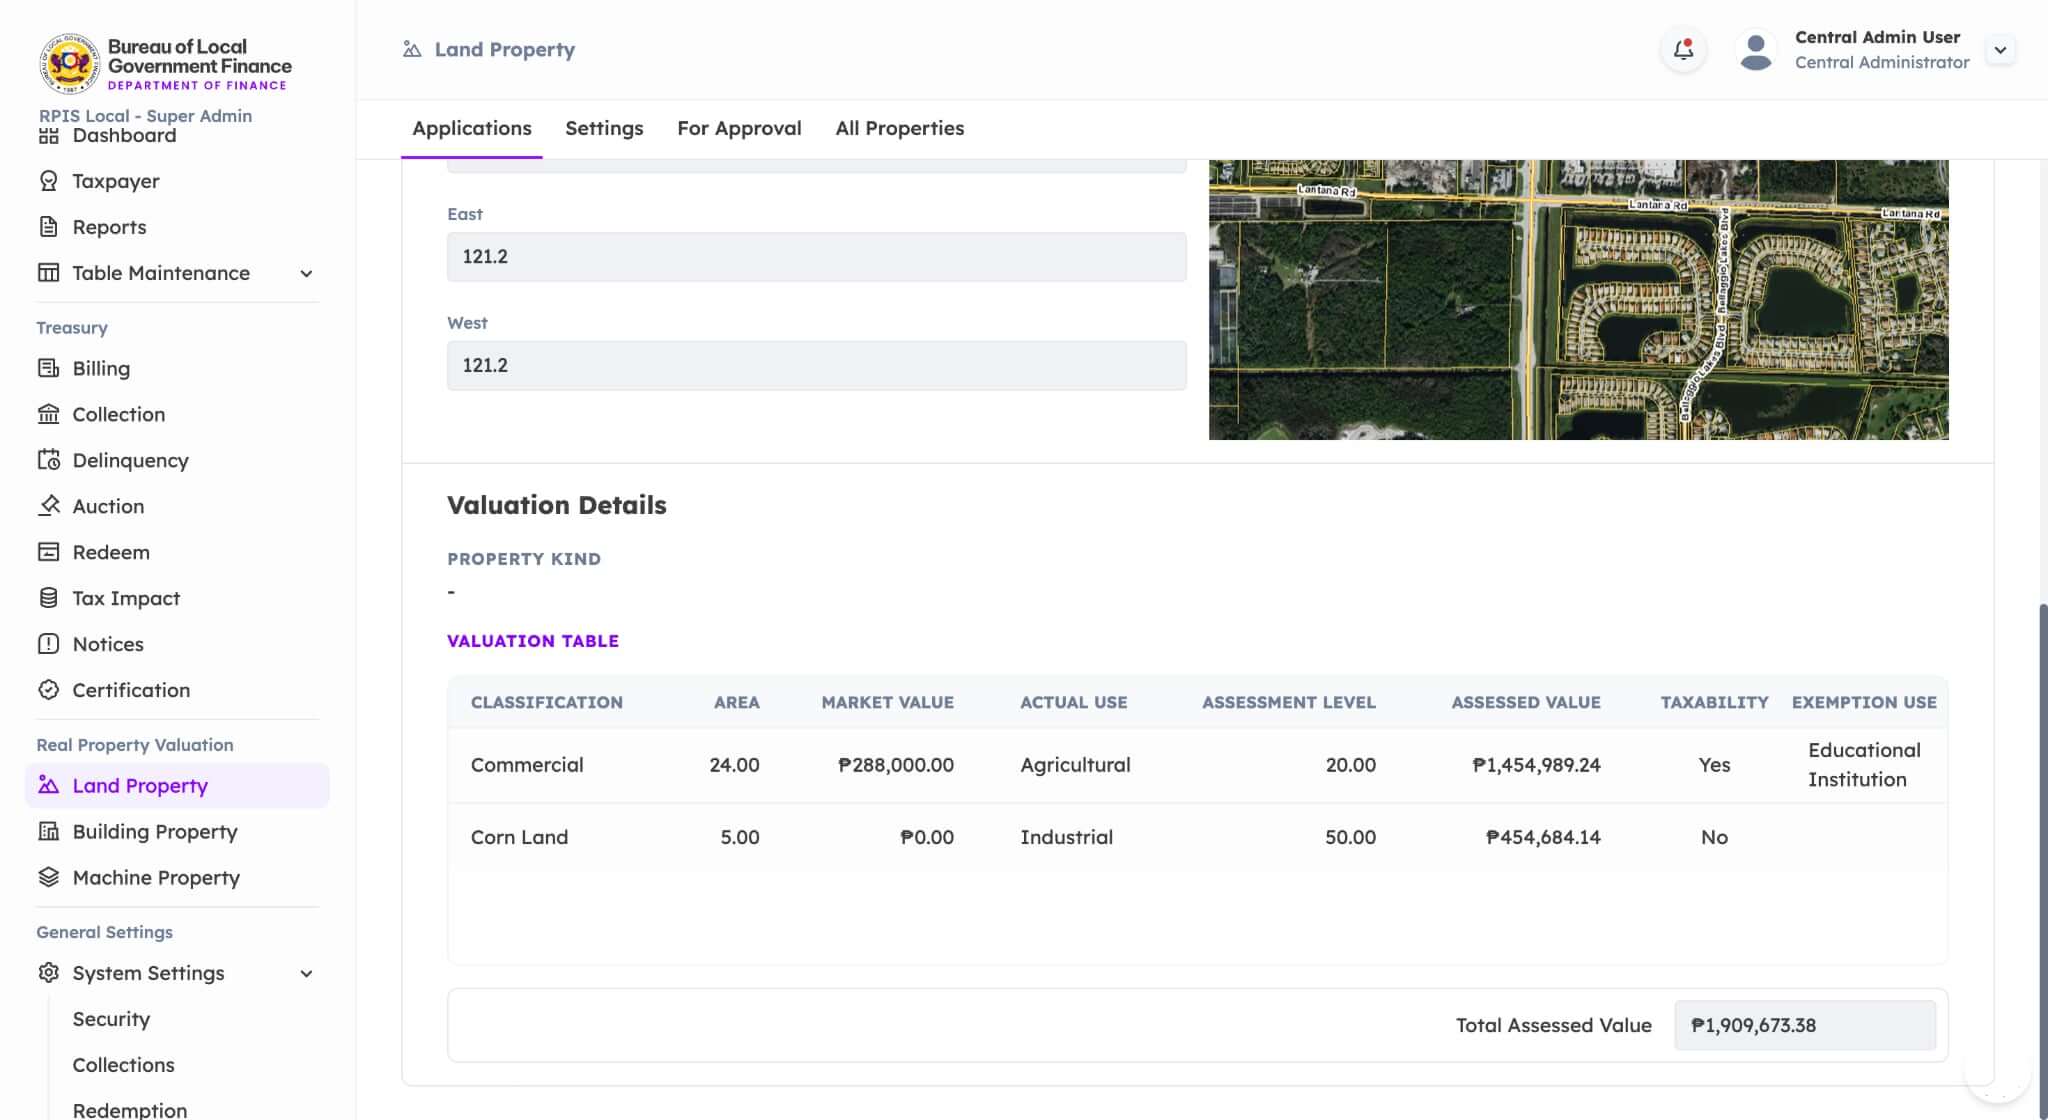 Bureau of Local
Government Finance
DEPARTMENT OF FINANCE
RPIS Local - Super Admin
Dashboard
Taxpayer
Reports
Table Maintenance
Treasury
Billing
Collection
Delinquency
Auction
Redeem
Tax Impact
Notices
Certification
Real Property Valuation
Land Property
Building Property
Machine Property
General Settings
System Settings
Security
Collections
Redemption
Land Property
Central Admin User
Central Administrator
Applications Settings For Approval All Properties
East
121.2
West
121.2
Lantana Rd
Lantana Rd
Lantana Rd
Bellaggio Lakes Blvd
Bellaggio Lakes Blvd
Valuation Details
PROPERTY KIND
-
VALUATION TABLE
CLASSIFICATION AREA MARKET VALUE ACTUAL USE ASSESSMENT LEVEL ASSESSED VALUE TAXABILITY EXEMPTION USE
Commercial 24.00 ₱288,000.00 Agricultural 20.00 ₱1,454,989.24 Yes Educational Institution
Corn Land 5.00 ₱0.00 Industrial 50.00 ₱454,684.14 No
Total Assessed Value ₱1,909,673.38